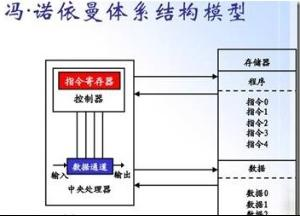 冯·诺依曼体系结构模型
指令寄存器
控制器
数据通道
输入
输出
中央处理器
存储器
程序
指令0
指令1
指令2
指令3
指令4
数据
数据0
数据1
数据2